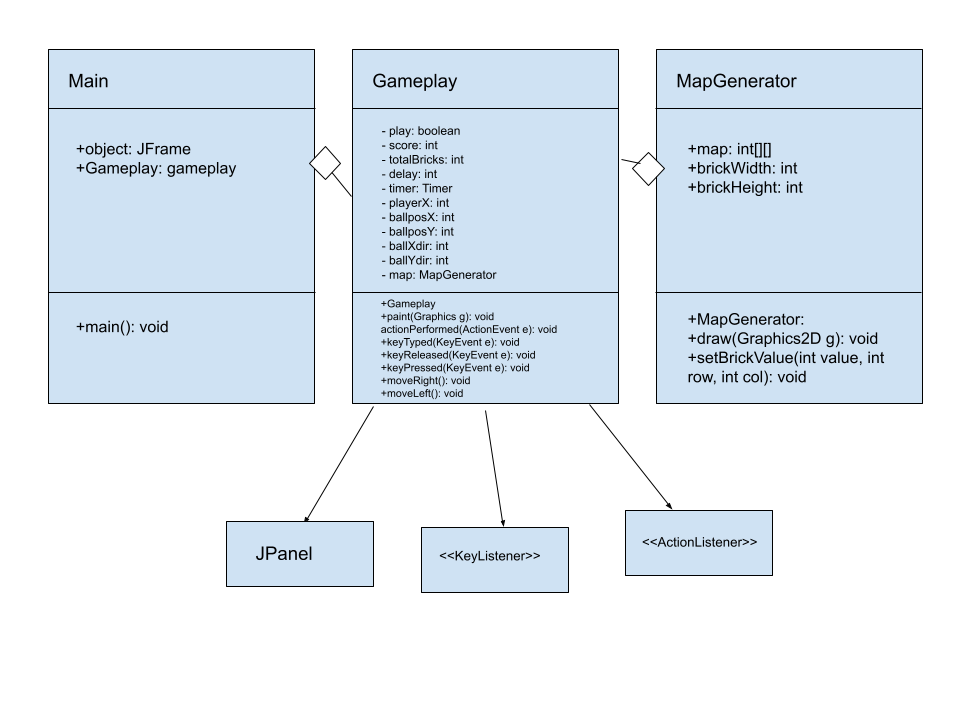 Main
+object: JFrame
+Gameplay: gameplay
+main(): void
Gameplay
- play: boolean
- score: int
- totalBricks: int
- delay: int
- timer: Timer
- playerX: int
- ballposX: int
- ballposY: int
- ballXdir: int
- ballYdir: int
- map: MapGenerator
+Gameplay
+paint(Graphics g): void
actionPerformed(ActionEvent e): void
+keyTyped(KeyEvent e): void
+keyReleased(KeyEvent e): void
+keyPressed(KeyEvent e): void
+moveRight(): void
+moveLeft(): void
MapGenerator
+map: int[][]
+brickWidth: int
+brickHeight: int
+MapGenerator:
+draw(Graphics2D g): void
+setBrickValue(int value, int
row, int col): void
JPanel
<<KeyListener>>
<<ActionListener>>